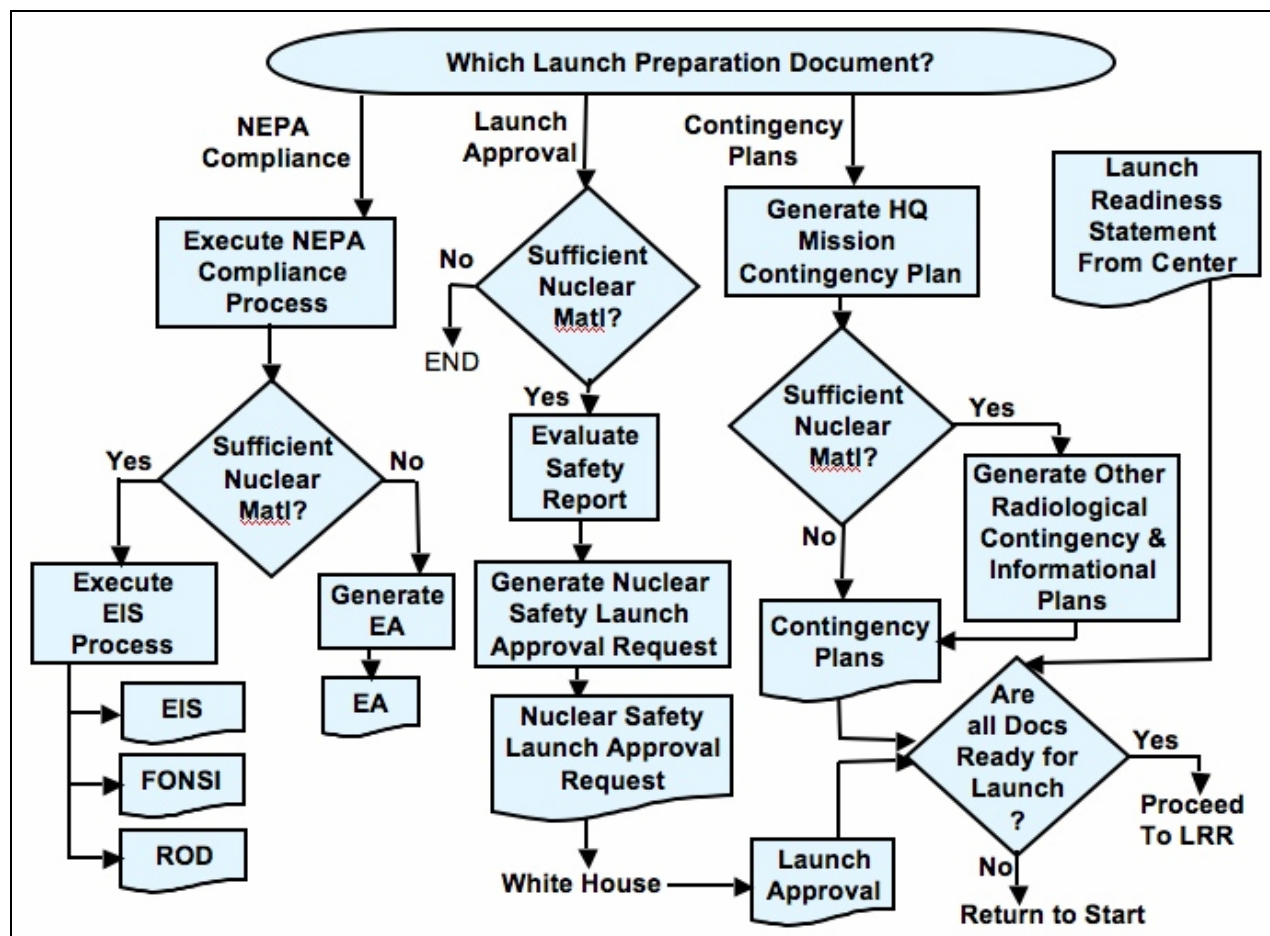 Which Launch Preparation Document?
NEPA
Compliance
Launch
Approval
Contingency
Plans
Launch
Readiness
Statement
From Center
Execute NEPA
Compliance
Process
No
Sufficient
Nuclear
Matl?
END
Generate HQ
Mission
Contingency Plan
Yes
Evaluate
Safety
Report
Yes
Sufficient
Nuclear
Matl?
No
Sufficient
Nuclear
Matl?
Yes
No
Generate Other
Radiological
Contingency &
Informational
Plans
Execute
EIS
Process
Generate
EA
EA
EIS
FONSI
ROD
Generate Nuclear
Safety Launch
Approval Request
Nuclear Safety
Launch Approval
Request
White House
Contingency
Plans
Launch
Approval
Are
all Docs
Ready for
Launch
?
Yes
Proceed
To LRR
No
Return to Start